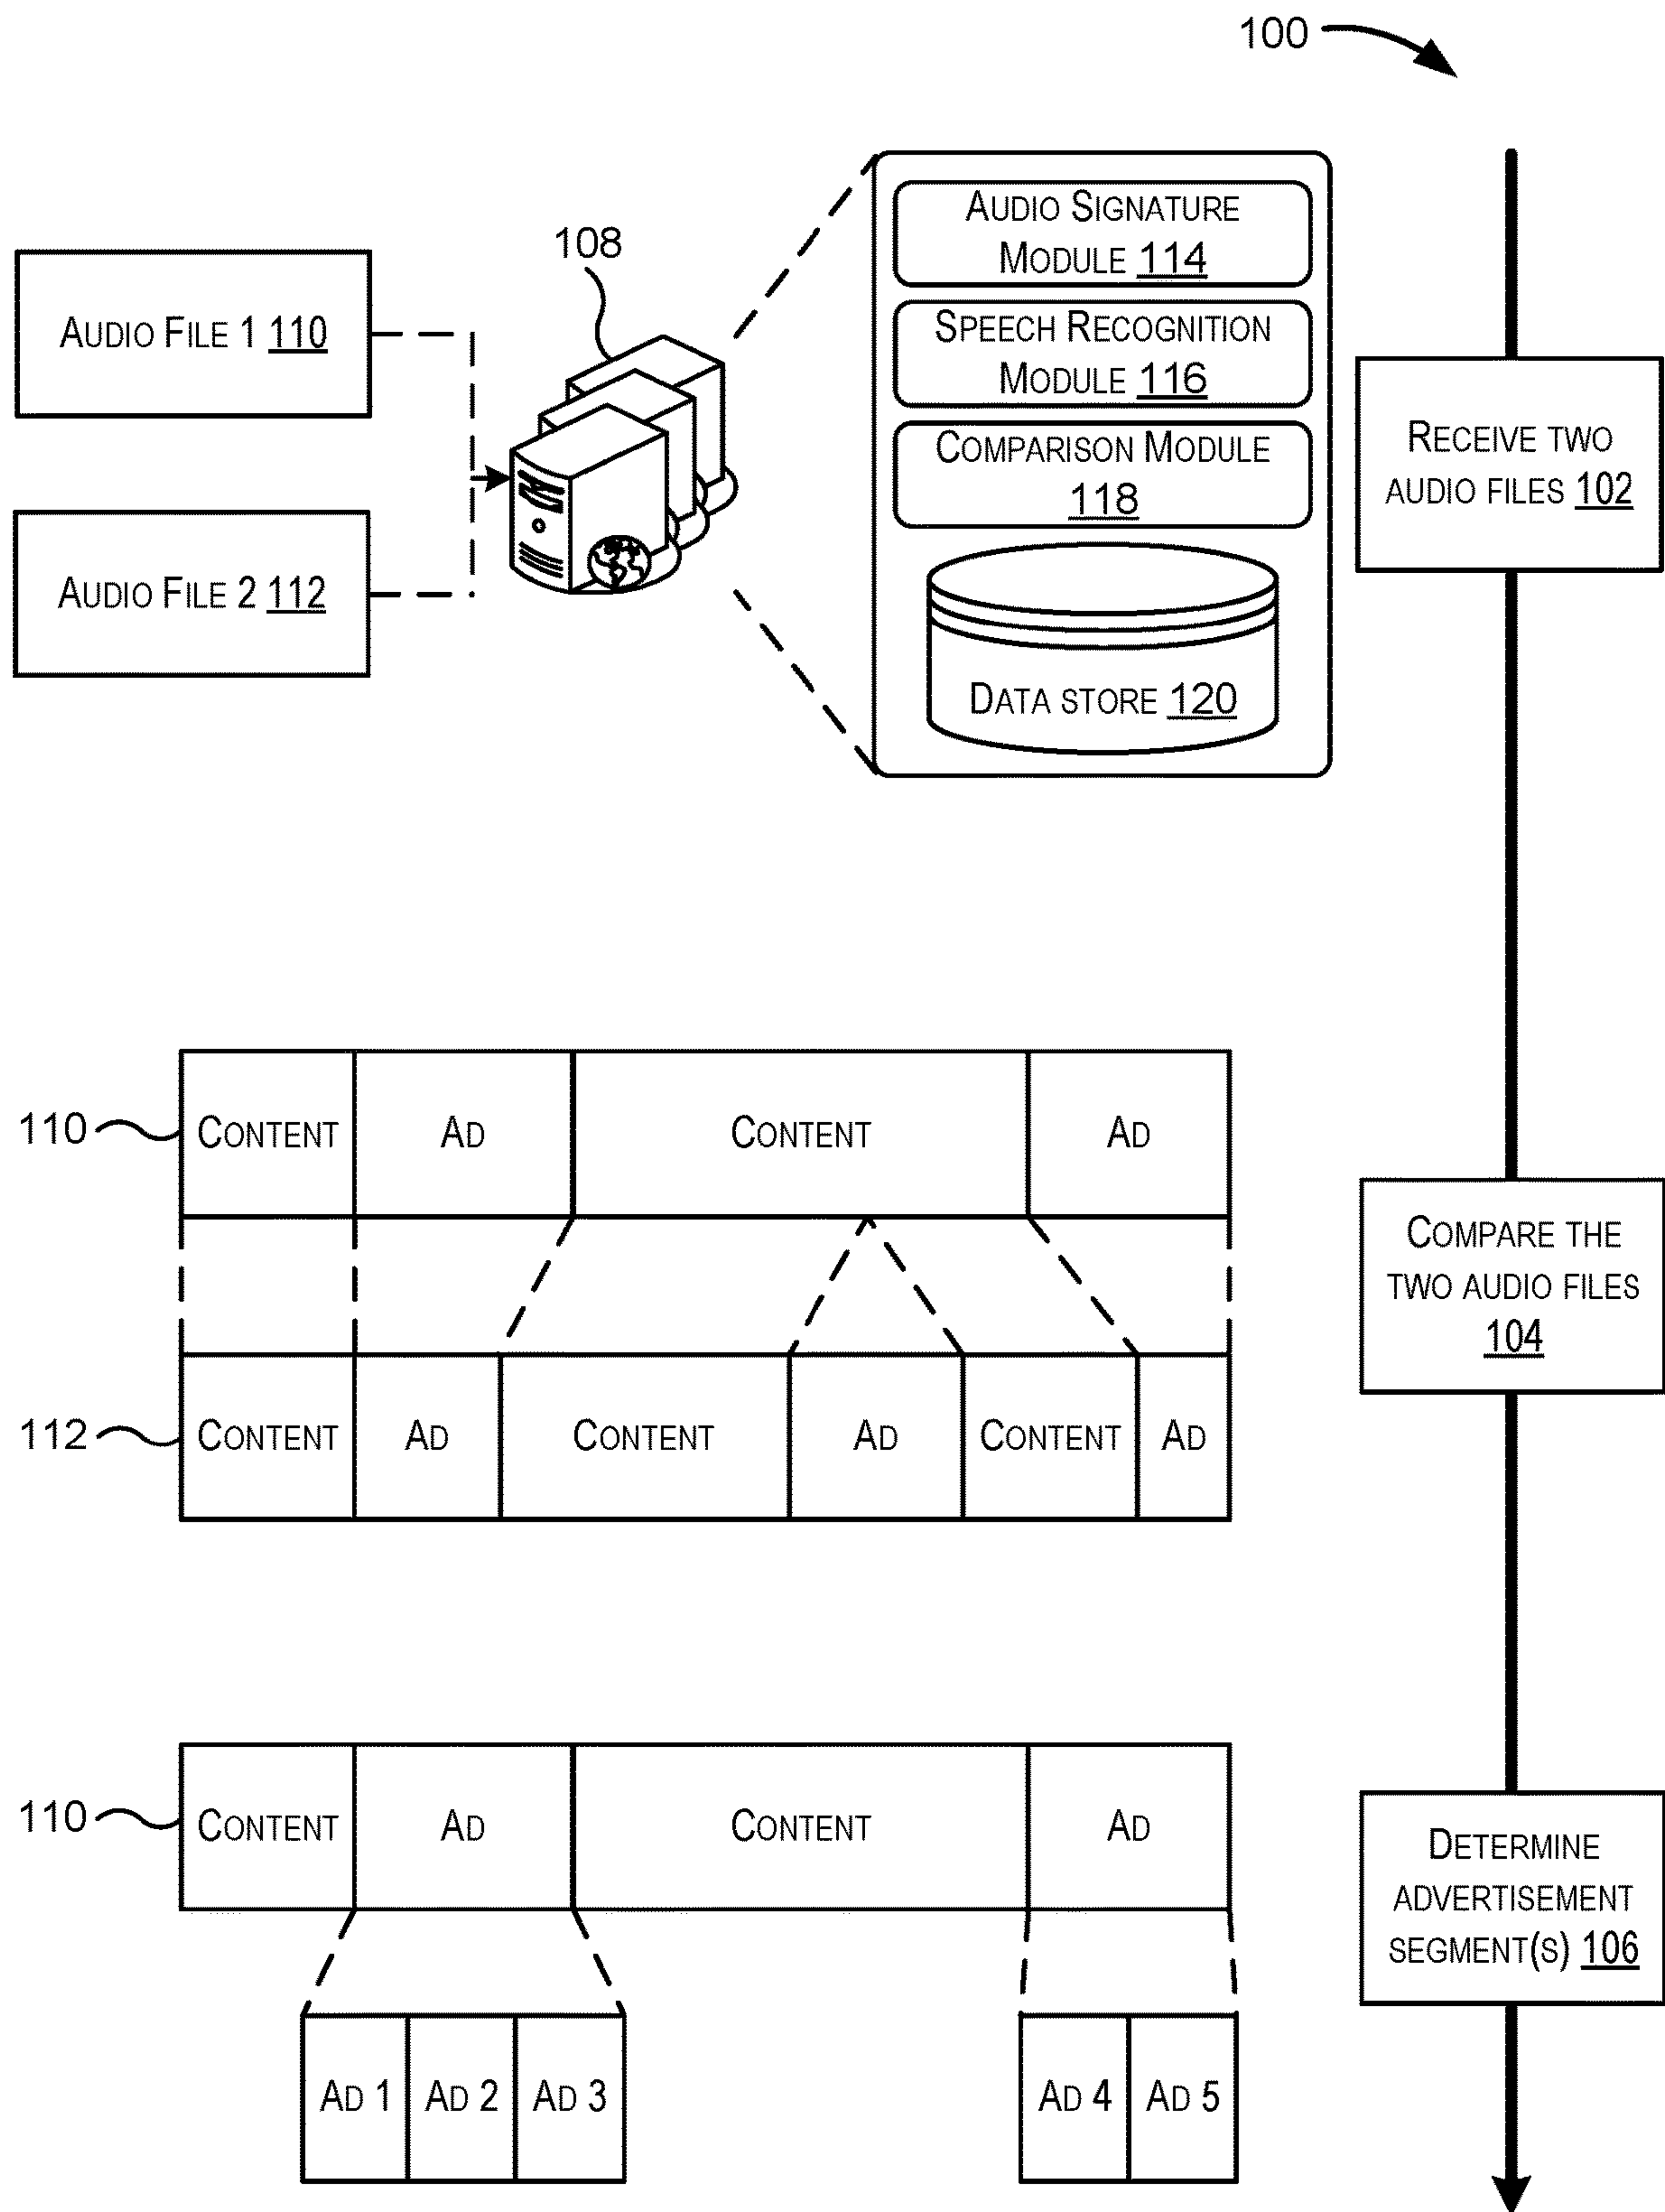 100
108
AUDIO SIGNATURE
MODULE 114
SPEECH RECOGNITION
MODULE 116
COMPARISON MODULE
118
DATA STORE 120
AUDIO FILE 1 110
AUDIO FILE 2 112
RECEIVE TWO
AUDIO FILES 102
110
CONTENT
AD
CONTENT
AD
112
CONTENT
AD
CONTENT
AD
CONTENT
AD
COMPARE THE
TWO AUDIO FILES
104
110
CONTENT
AD
CONTENT
AD
AD 1
AD 2
AD 3
AD 4
AD 5
DETERMINE
ADVERTISEMENT
SEGMENT(S) 106